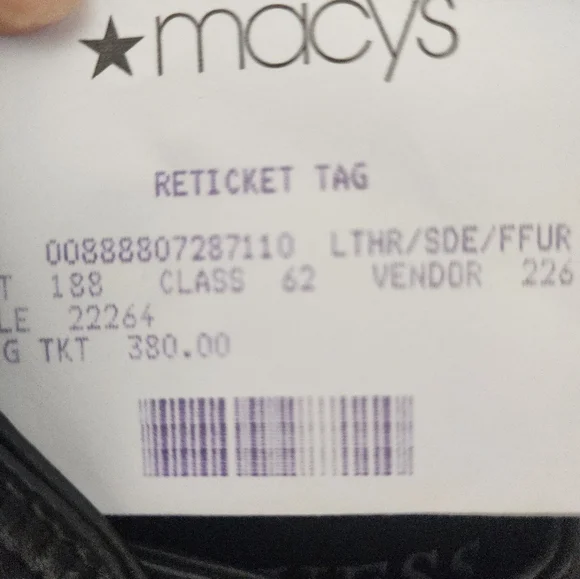 ★macys
RETICKET TAG
00888807287110 LTHR/SDE/FFUR
T 188 CLASS 62 VENDOR 226
LE 22264
G TKT 380.00